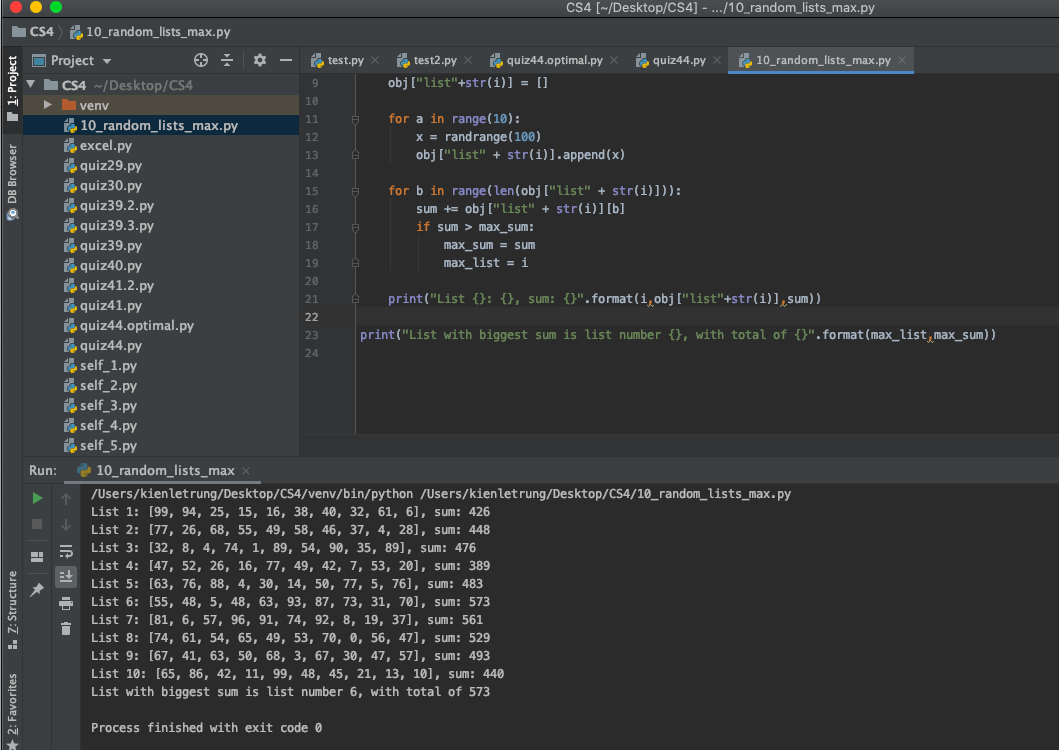 CS4 [~/Desktop/CS4] - .../10_random_lists_max.py
CS4 10_random_lists_max.py
1: Project
DB Browser
7: Structure
2: Favorites
Project
CS4 ~/Desktop/CS4
venv
10_random_lists_max.py
excel.py
quiz29.py
quiz30.py
quiz39.2.py
quiz39.3.py
quiz39.py
quiz40.py
quiz41.2.py
quiz41.py
quiz44.optimal.py
quiz44.py
self_1.py
self_2.py
self_3.py
self_4.py
self_5.py
test.py test2.py quiz44.optimal.py quiz44.py 10_random_lists_max.py
9 obj["list"+str(i)] = []
10
11 for a in range(10):
12 x = randrange(100)
13 obj["list" + str(i)].append(x)
14
15 for b in range(len(obj["list" + str(i)])):
16 sum += obj["list" + str(i)][b]
17 if sum > max_sum:
18 max_sum = sum
19 max_list = i
20
21 print("List {}: {}, sum: {}".format(i,obj["list"+str(i)],sum))
22
23 print("List with biggest sum is list number {}, with total of {}".format(max_list,max_sum))
24
Run: 10_random_lists_max
/Users/kienletrung/Desktop/CS4/venv/bin/python /Users/kienletrung/Desktop/CS4/10_random_lists_max.py
List 1: [99, 94, 25, 15, 16, 38, 40, 32, 61, 6], sum: 426
List 2: [77, 26, 68, 55, 49, 58, 46, 37, 4, 28], sum: 448
List 3: [32, 8, 4, 74, 1, 89, 54, 90, 35, 89], sum: 476
List 4: [47, 52, 26, 16, 77, 49, 42, 7, 53, 20], sum: 389
List 5: [63, 76, 88, 4, 30, 14, 50, 77, 5, 76], sum: 483
List 6: [55, 48, 5, 48, 63, 93, 87, 73, 31, 70], sum: 573
List 7: [81, 6, 57, 96, 91, 74, 92, 8, 19, 37], sum: 561
List 8: [74, 61, 54, 65, 49, 53, 70, 0, 56, 47], sum: 529
List 9: [67, 41, 63, 50, 68, 3, 67, 30, 47, 57], sum: 493
List 10: [65, 86, 42, 11, 99, 48, 45, 21, 13, 10], sum: 440
List with biggest sum is list number 6, with total of 573
Process finished with exit code 0